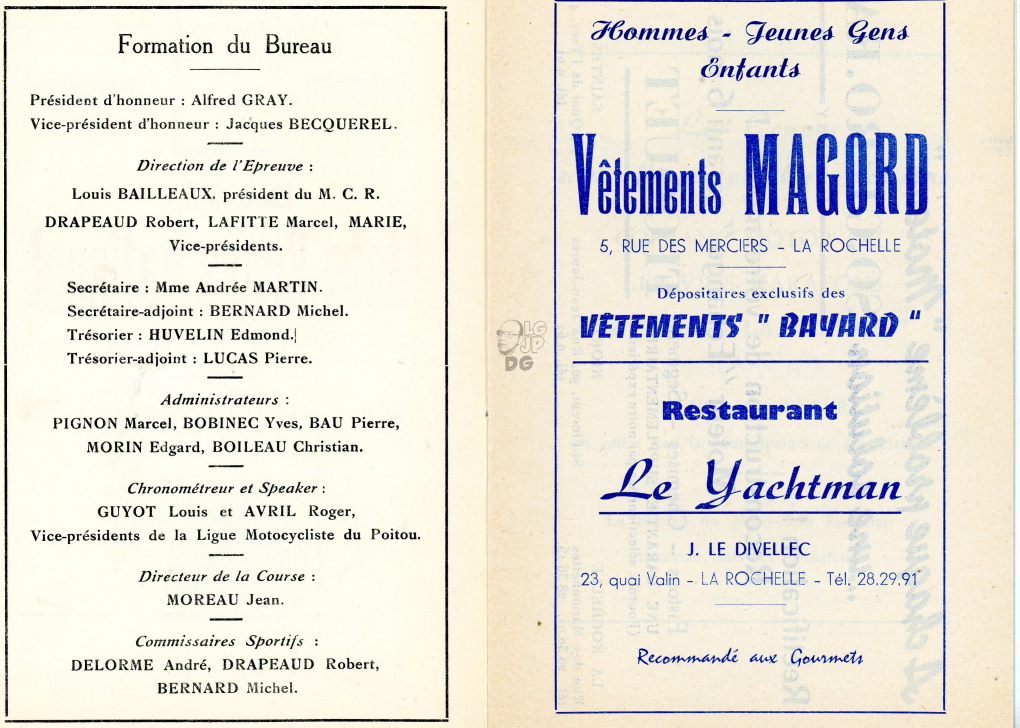 Formation du Bureau
Président d'honneur : Alfred GRAY.
Vice-président d'honneur : Jacques BECQUEREL.
Direction de l'Epreuve :
Louis BAILLEAUX, président du M. C. R.
DRAPEAUD Robert, LAFITTE Marcel, MARIE,
Vice-présidents.
Secrétaire : Mme Andrée MARTIN.
Secrétaire-adjoint : BERNARD Michel.
Trésorier : HUVELIN Edmond.
Trésorier-adjoint : LUCAS Pierre.
Administrateurs :
PIGNON Marcel, BOBINEC Yves, BAU Pierre,
MORIN Edgard, BOILEAU Christian.
Chronométreur et Speaker :
GUYOT Louis et AVRIL Roger,
Vice-présidents de la Ligue Motocycliste du Poitou.
Directeur de la Course :
MOREAU Jean.
Commissaires Sportifs :
DELORME André, DRAPEAUD Robert,
BERNARD Michel.
LG
JP
DG
Hommes - Jeunes Gens
Enfants
Vêtements MAGORD
5, RUE DES MERCIERS - LA ROCHELLE
Dépositaires exclusifs des
VÊTEMENTS " BAYARD "
Restaurant
Le Yachtman
J. LE DIVELLEC
23, quai Valin - LA ROCHELLE - Tél. 28.29.91
Recommandé aux Gourmets